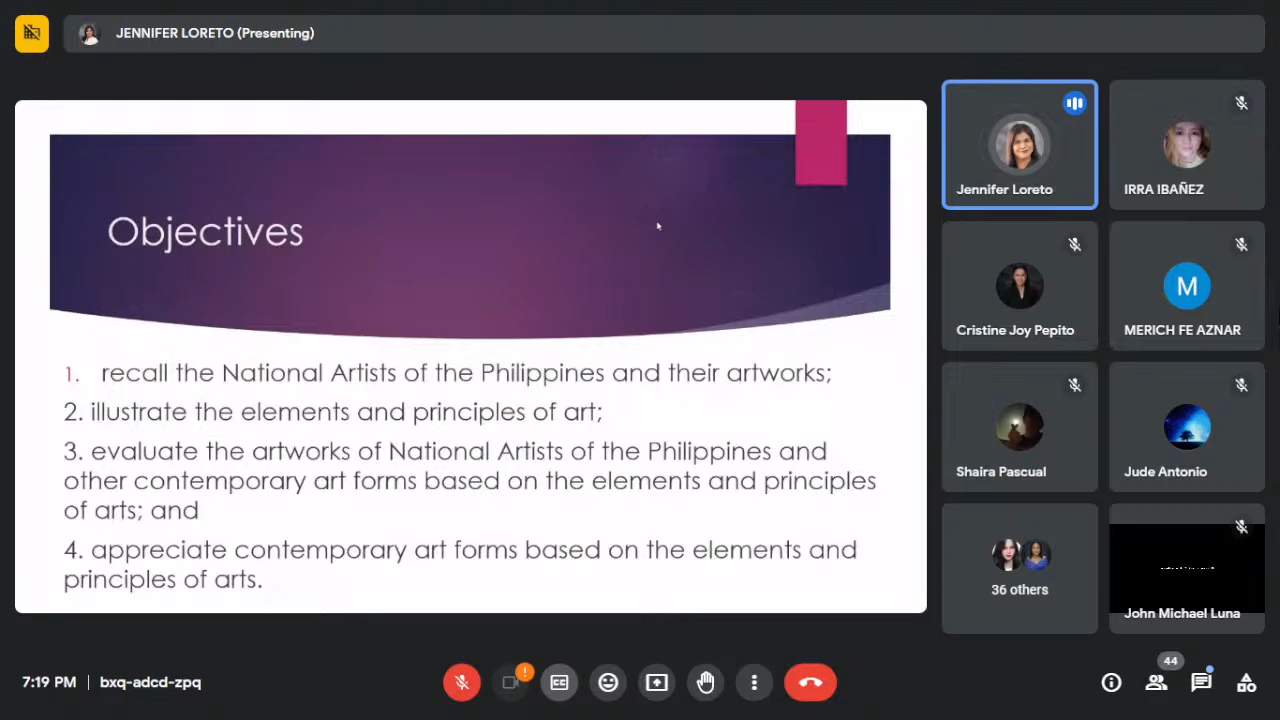 JENNIFER LORETO (Presenting)
Objectives
1. recall the National Artists of the Philippines and their artworks;
2. illustrate the elements and principles of art;
3. evaluate the artworks of National Artists of the Philippines and
other contemporary art forms based on the elements and principles
of arts; and
4. appreciate contemporary art forms based on the elements and
principles of arts.
Jennifer Loreto
IRRA IBAÑEZ
Cristine Joy Pepito
M
MERICH FE AZNAR
Shaira Pascual
Jude Antonio
36 others
John Michael Luna
7:19 PM | bxq-adcd-zpq
!
44